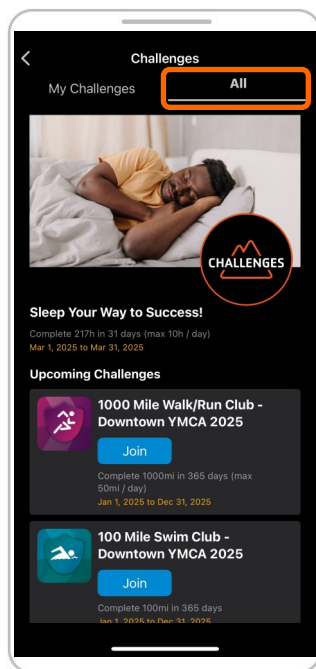 Challenges
My Challenges
All
CHALLENGES
Sleep Your Way to Success!
Complete 217h in 31 days (max 10h / day)
Mar 1, 2025 to Mar 31, 2025
Upcoming Challenges
1000 Mile Walk/Run Club -
Downtown YMCA 2025
Join
Complete 1000mi in 365 days (max
50mi / day)
Jan 1, 2025 to Dec 31, 2025
100 Mile Swim Club -
Downtown YMCA 2025
Join
Complete 100mi in 365 days
Jan 1, 2025 to Dec 31, 2025